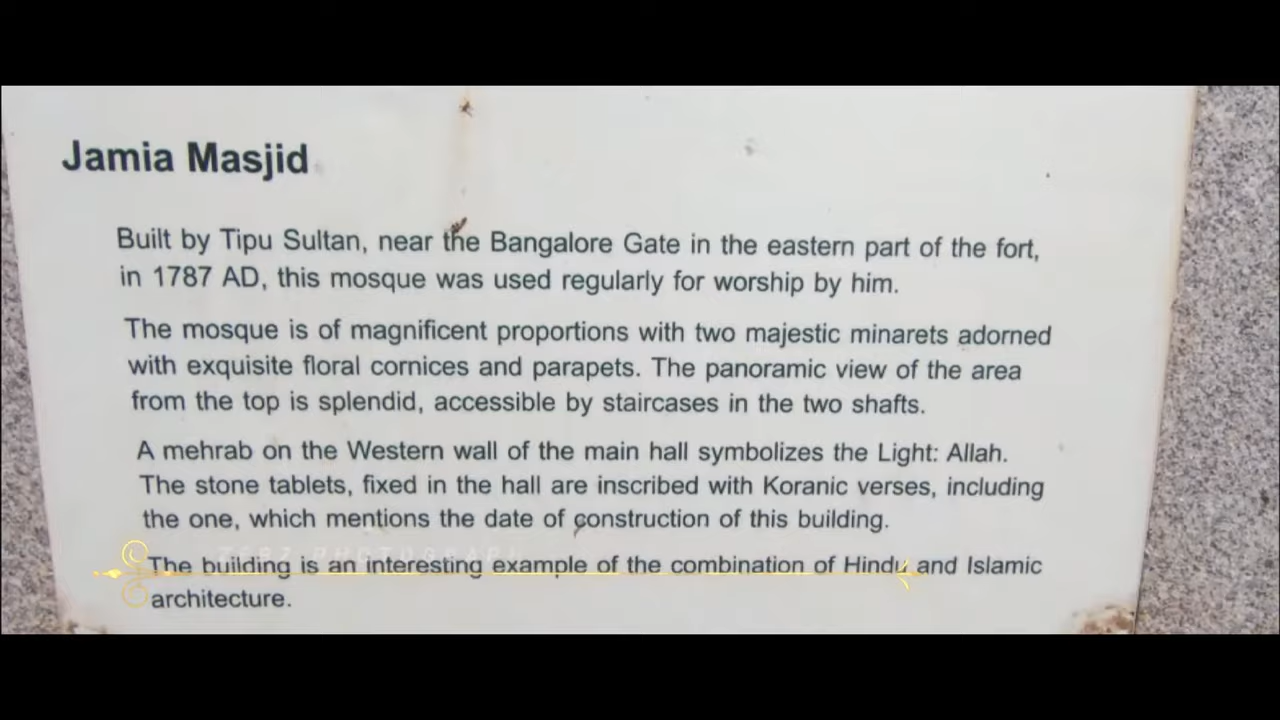 Jamia Masjid
Built by Tipu Sultan, near the Bangalore Gate in the eastern part of the fort,
in 1787 AD, this mosque was used regularly for worship by him.
The mosque is of magnificent proportions with two majestic minarets adorned
with exquisite floral cornices and parapets. The panoramic view of the area
from the top is splendid, accessible by staircases in the two shafts.
A mehrab on the Western wall of the main hall symbolizes the Light: Allah.
The stone tablets, fixed in the hall are inscribed with Koranic verses, including
the one, which mentions the date of construction of this building.
The building is an interesting example of the combination of Hindu and Islamic
architecture.